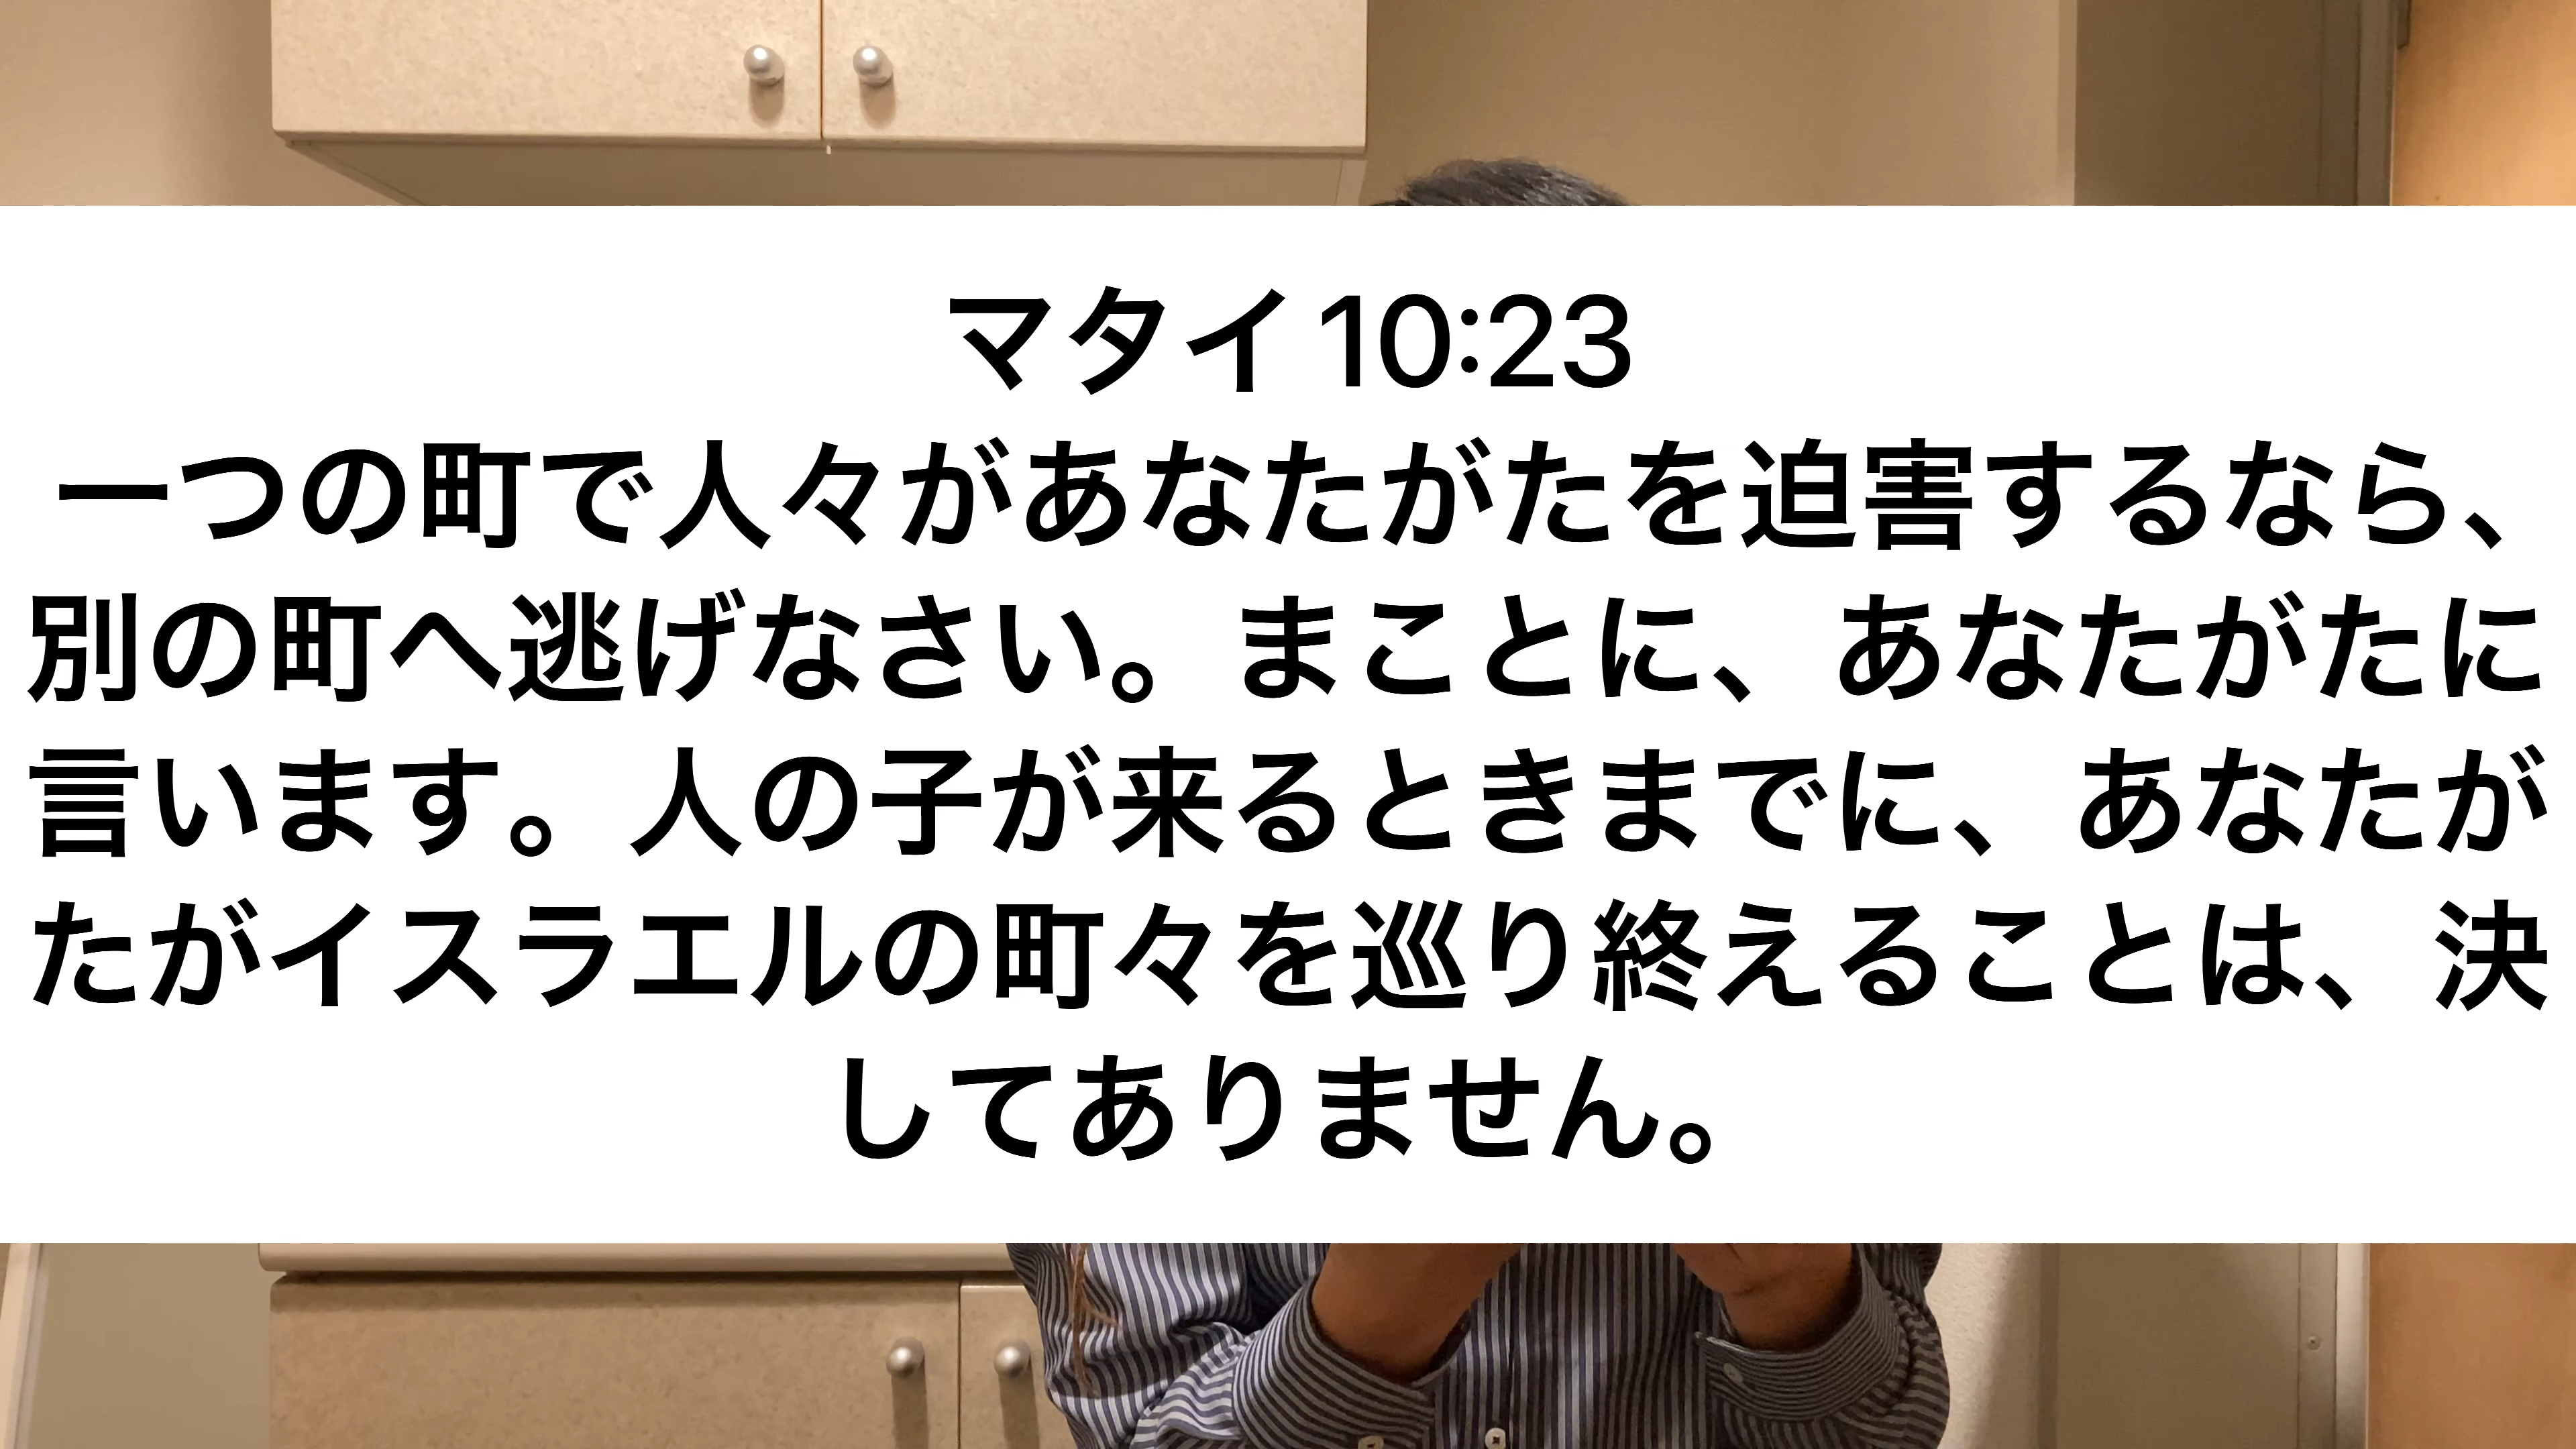 マタイ10:23
一つの町で人々があなたがたを迫害するなら、
別の町へ逃げなさい。まことに、あなたがたに
言います。人の子が来るときまでに、あなたが
たがイスラエルの町々を巡り終えることは、決
してありません。